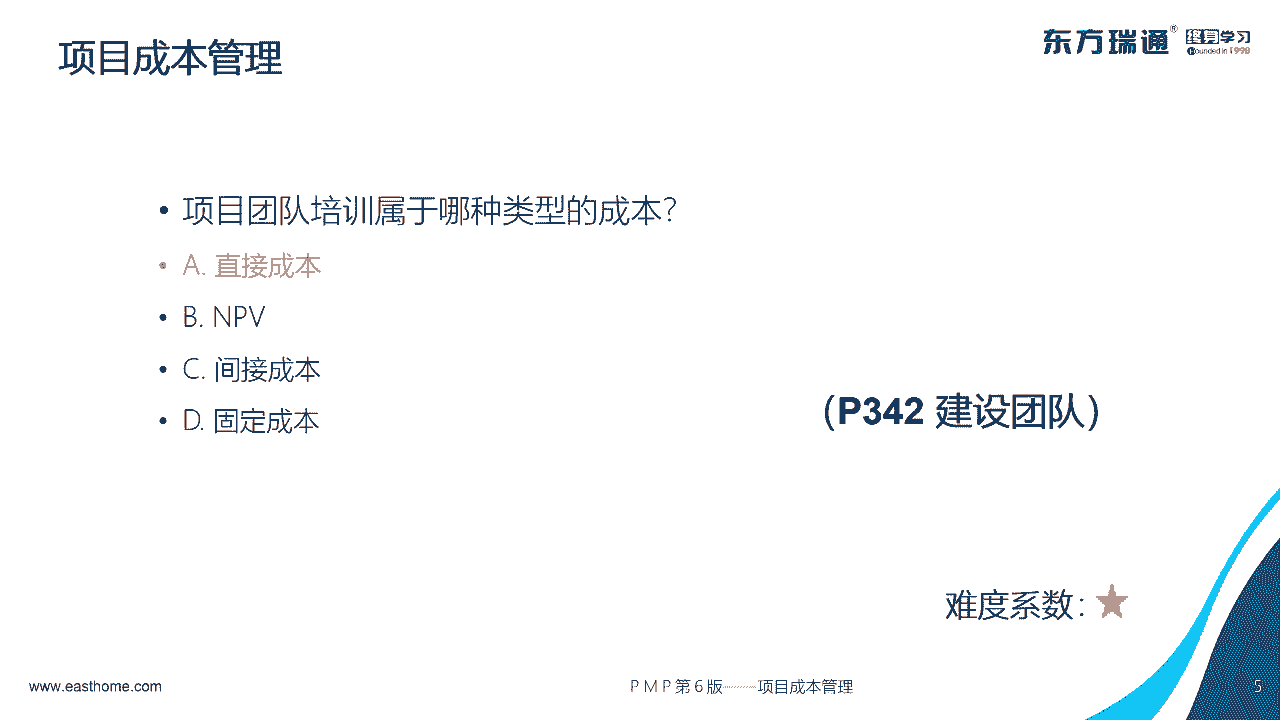 项目成本管理
东方瑞通® 终身学习
Founded in 1998
• 项目团队培训属于哪种类型的成本?
• A. 直接成本
• B. NPV
• C. 间接成本
• D. 固定成本
（P342 建设团队）
难度系数：
www.easthome.com
PMP第6版----------项目成本管理
5